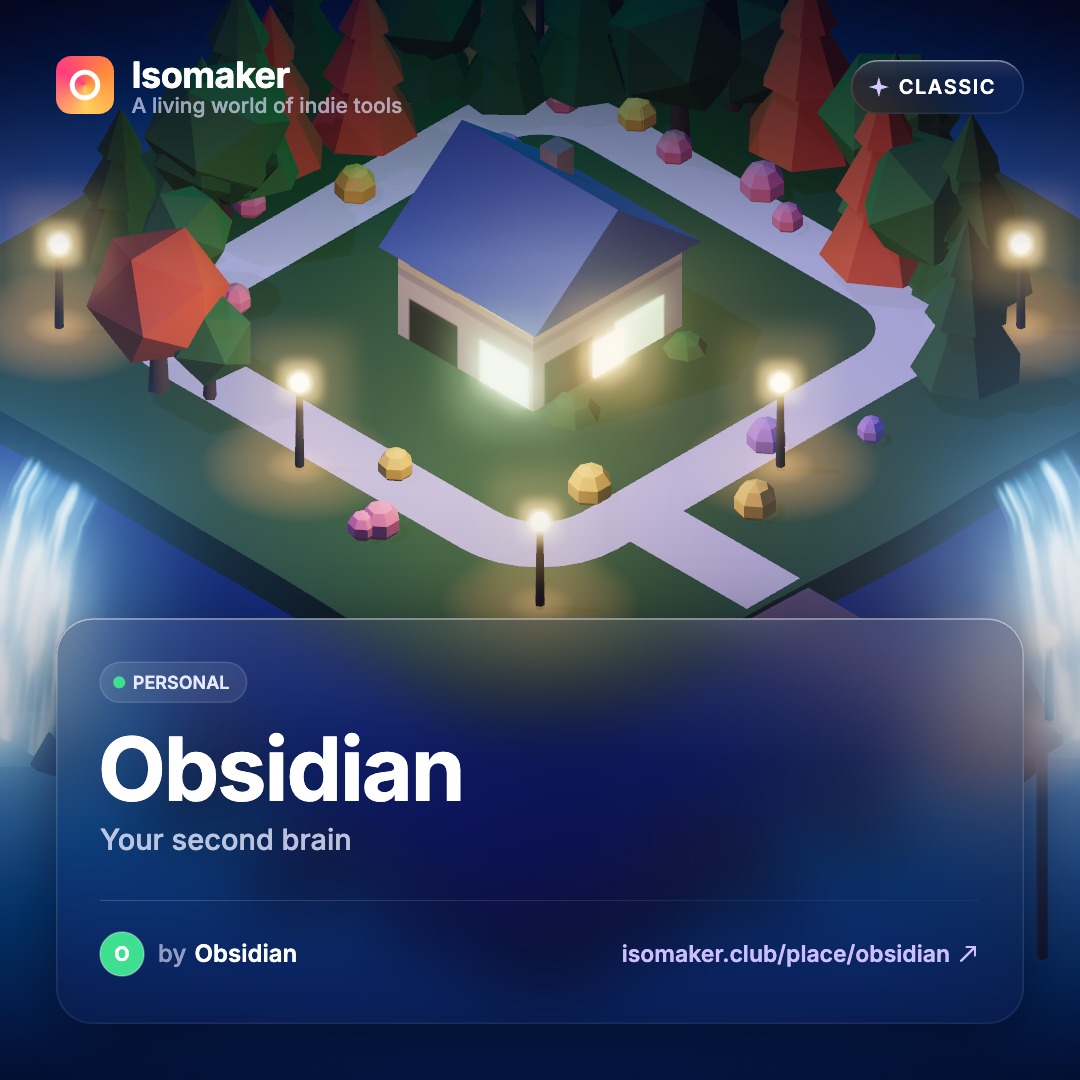 Isomaker
A living world of indie tools
CLASSIC
PERSONAL
Obsidian
Your second brain
O
by Obsidian
isomaker.club/place/obsidian ↗